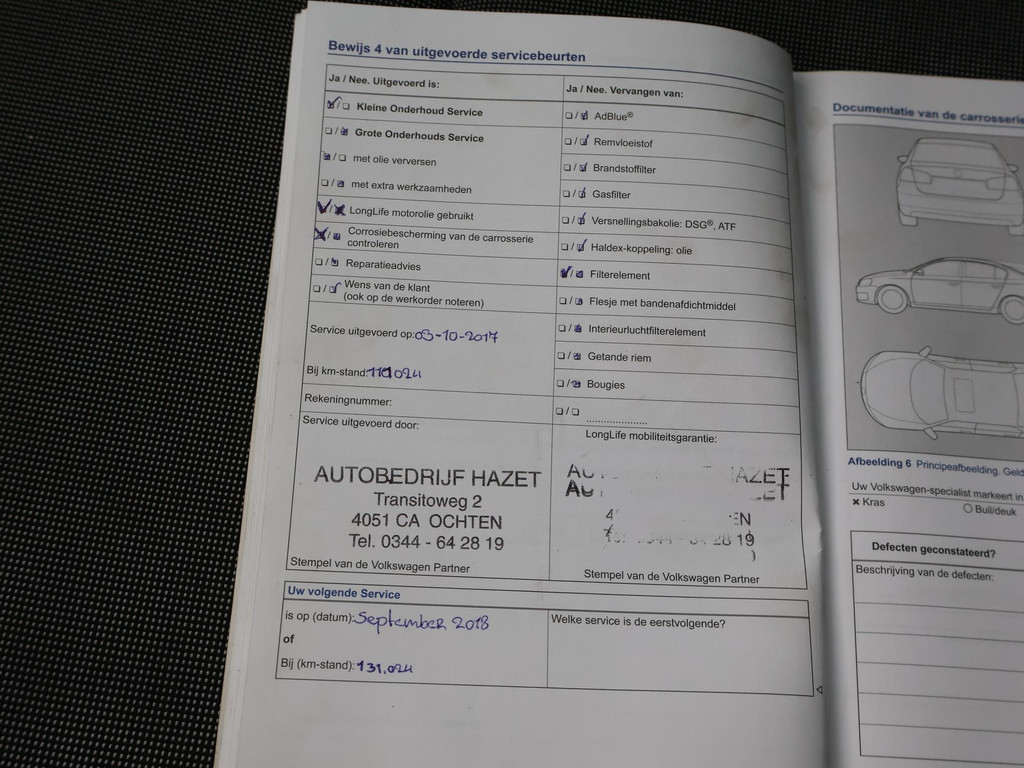 Bewijs 4 van uitgevoerde servicebeurten
Ja / Nee. Uitgevoerd is:
Kleine Onderhoud Service
Grote Onderhouds Service
met olie verversen
met extra werkzaamheden
LongLife motorolie gebruikt
Corrosiebescherming van de carrosserie
controleren
Reparatieadvies
Wens van de klant
(ook op de werkorder noteren)
Service uitgevoerd op: 03-10-2017
Bij km-stand:
Rekeningnummer:
Service uitgevoerd door:
AUTOBEDRIJF HAZET
Transitoweg 2
4051 CA OCHTEN
Tel. 0344 - 64 28 19
Stempel van de Volkswagen Partner
Ja / Nee. Vervangen van:
AdBlue®
Remvloeistof
Brandstoffilter
Gasfilter
Versnellingsbakolie: DSG®, ATF
Haldex-koppeling: olie
Filterelement
Flesje met bandenafdichtmiddel
Interieurluchtfilterelement
Getande riem
Bougies
LongLife mobiliteitsgarantie:
Stempel van de Volkswagen Partner
Uw volgende Service
is op (datum): September 2018
of
Bij (km-stand): 131.024
Welke service is de eerstvolgende?
Documentatie van de carrosserie
Afbeelding 6 Principeafbeelding. Geld
Uw Volkswagen-specialist markeert in
× Kras
Buil/deuk
Defecten geconstateerd?
Beschrijving van de defecten: